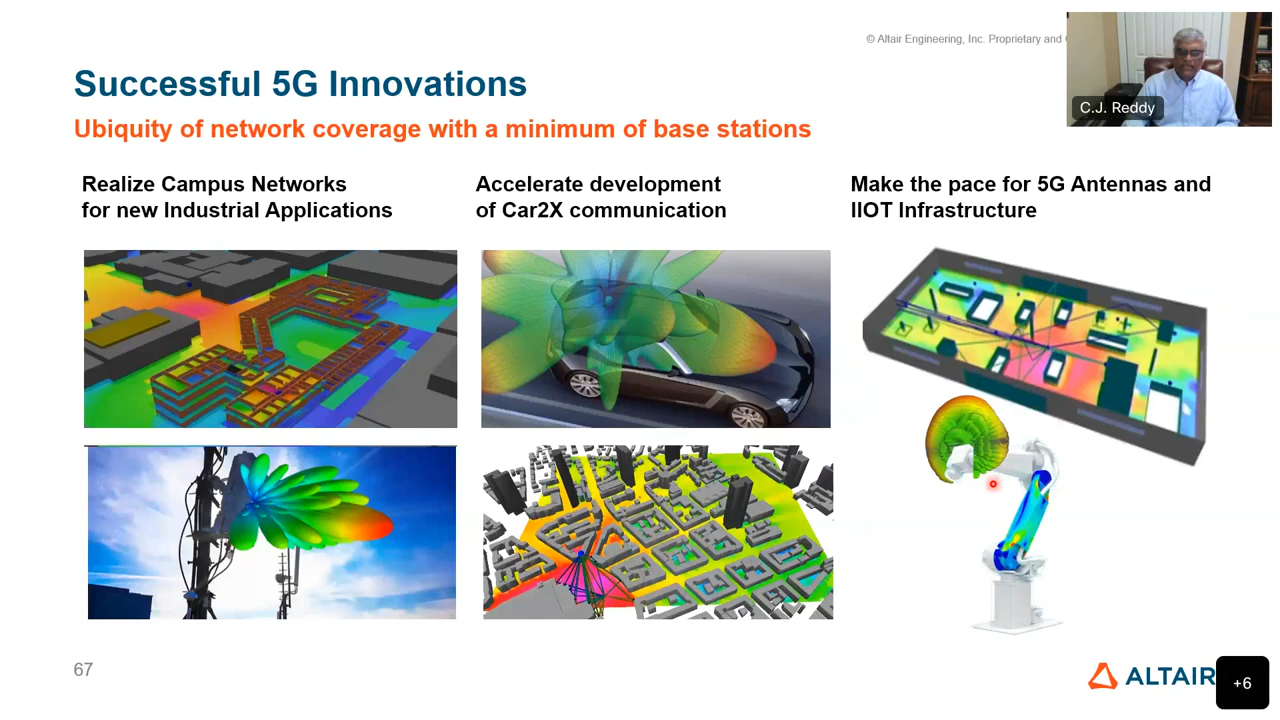 © Altair Engineering, Inc. Proprietary and
Successful 5G Innovations
Ubiquity of network coverage with a minimum of base stations
C.J. Reddy
Realize Campus Networks
for new Industrial Applications
Accelerate development
of Car2X communication
Make the pace for 5G Antennas and
IIOT Infrastructure
67
ALTAIR
+6